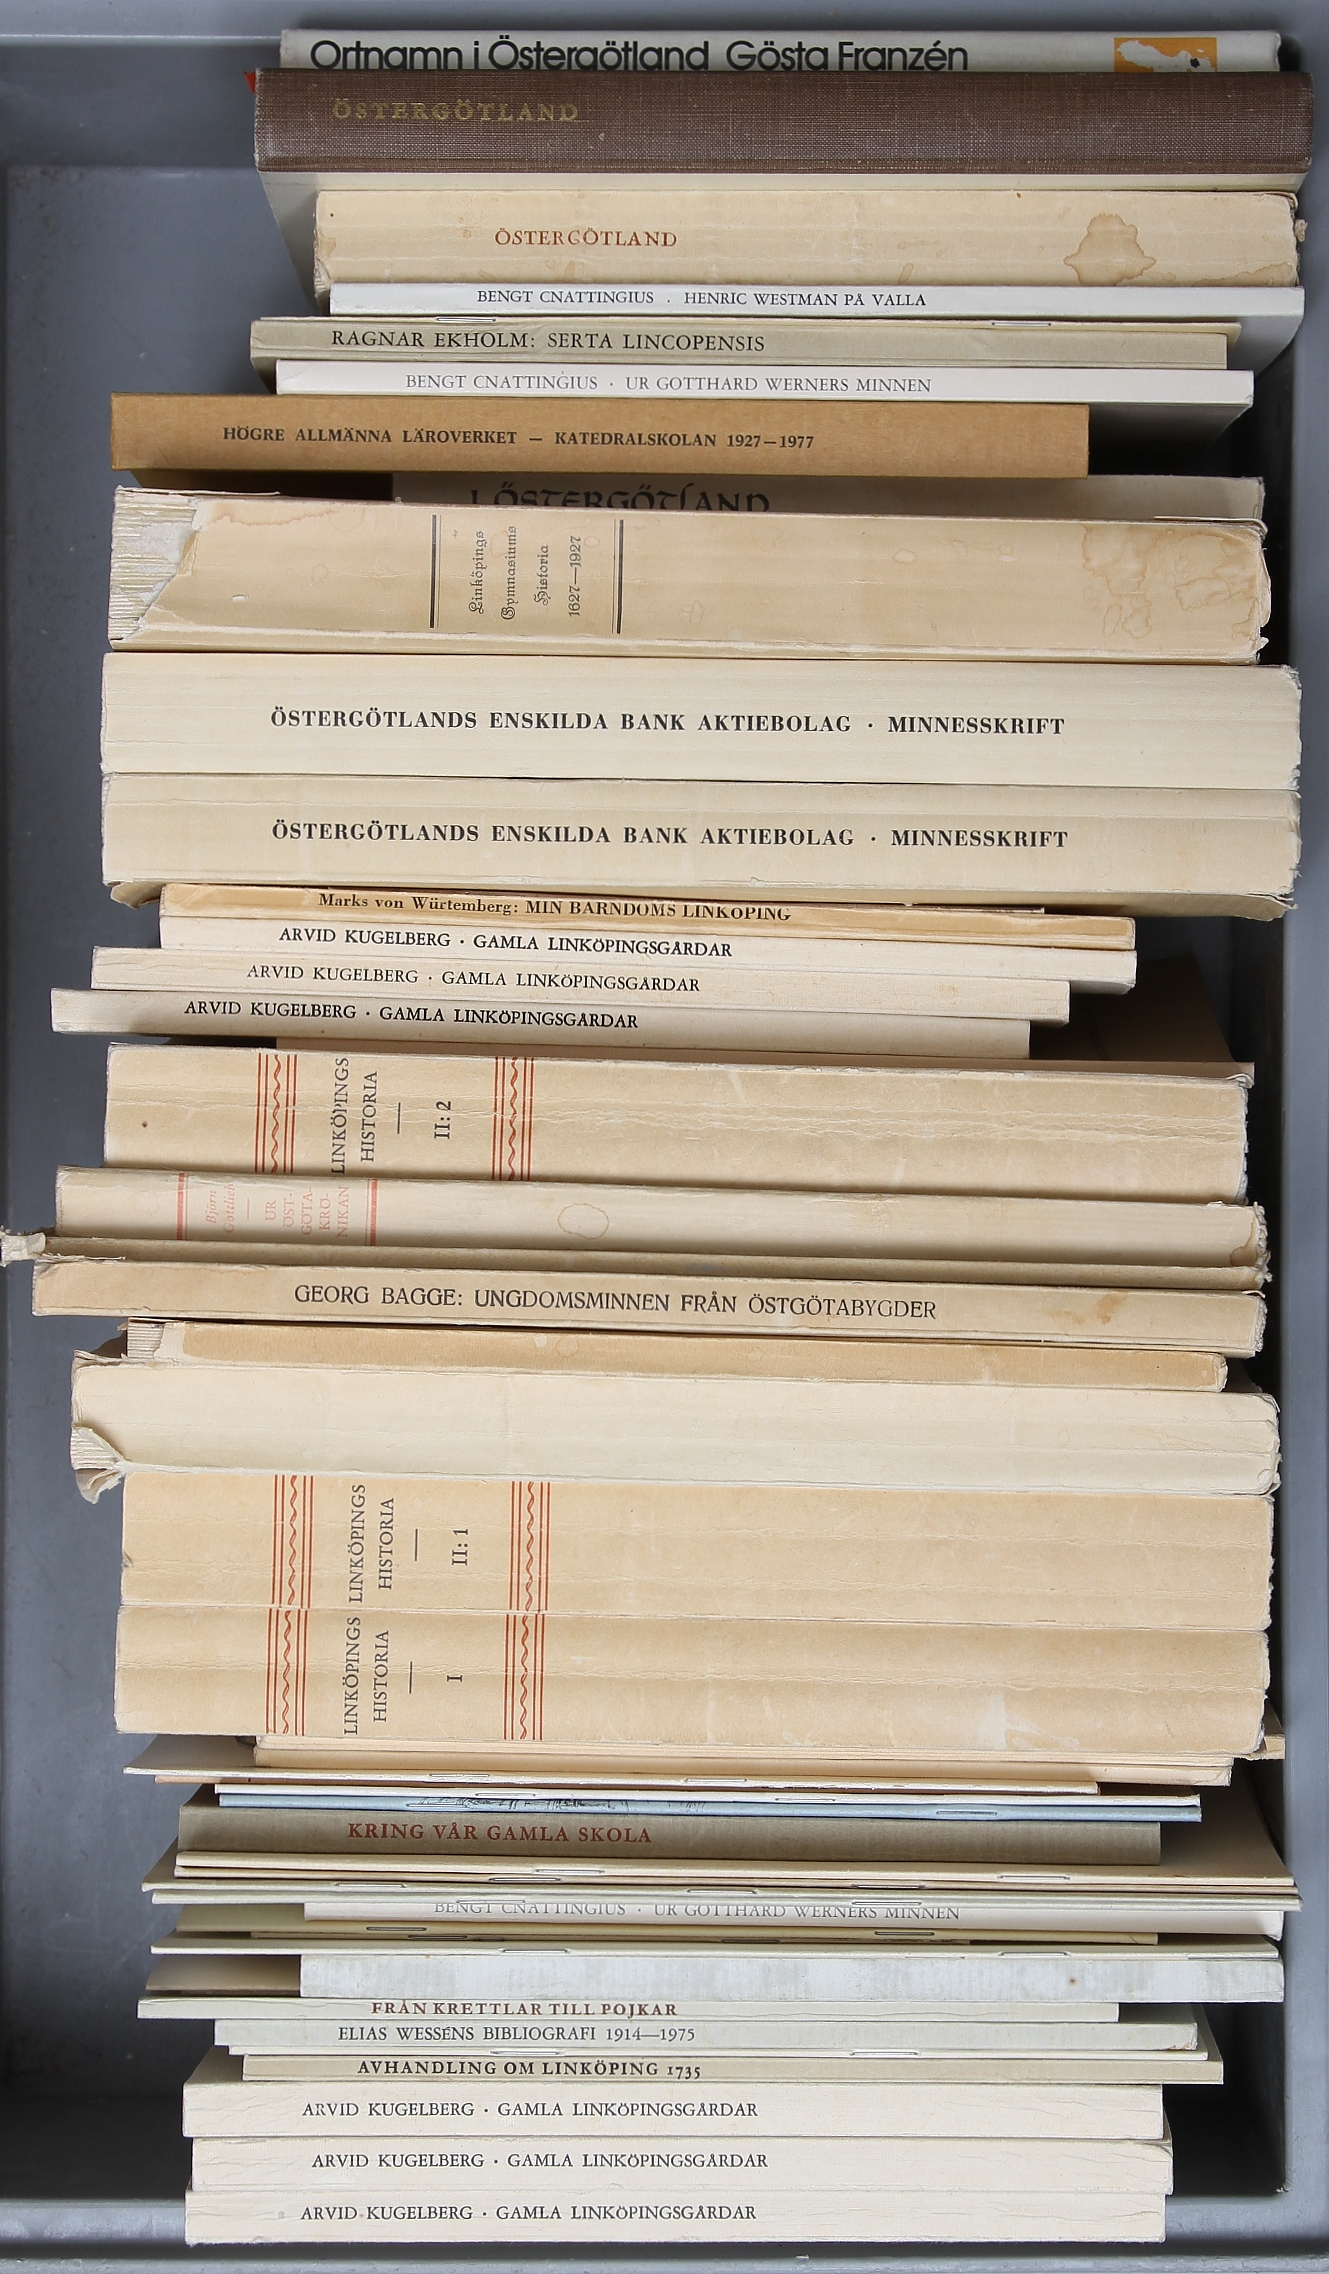 Ortnamn i Östergötland Gösta Franzén
ÖSTERGÖTLAND
ÖSTERGÖTLAND
BENGT CNATTINGIUS . HENRIC WESTMAN PÅ VALLA
RAGNAR EKHOLM: SERTA LINCOPENSIS
BENGT CNATTINGIUS · UR GOTTHARD WERNERS MINNEN
HÖGRE ALLMÄNNA LÄROVERKET — KATEDRALSKOLAN 1927—1977
I ÖSTERGÖTLAND
Linköpings
Gymnasiums
Historia
1627—1927
ÖSTERGÖTLANDS ENSKILDA BANK AKTIEBOLAG · MINNESSKRIFT
ÖSTERGÖTLANDS ENSKILDA BANK AKTIEBOLAG · MINNESSKRIFT
Marks von Würtemberg: MIN BARNDOMS LINKÖPING
ARVID KUGELBERG · GAMLA LINKÖPINGSGÅRDAR
ARVID KUGELBERG · GAMLA LINKÖPINGSGÅRDAR
ARVID KUGELBERG · GAMLA LINKÖPINGSGÅRDAR
LINKÖPINGS
HISTORIA
II: 2
Björn
Gottlieb
UR
ÖST-
GÖTA-
KRÖ-
NIKAN
GEORG BAGGE: UNGDOMSMINNEN FRÅN ÖSTGÖTABYGDER
LINKÖPINGS
HISTORIA
II: 1
LINKÖPINGS
HISTORIA
I
KRING VÅR GAMLA SKOLA
BENGT CNATTINGIUS · UR GOTTHARD WERNERS MINNEN
FRÅN KRETTLAR TILL POJKAR
ELIAS WESSÉNS BIBLIOGRAFI 1914—1975
AVHANDLING OM LINKÖPING 1735
ARVID KUGELBERG · GAMLA LINKÖPINGSGÅRDAR
ARVID KUGELBERG · GAMLA LINKÖPINGSGÅRDAR
ARVID KUGELBERG · GAMLA LINKÖPINGSGÅRDAR